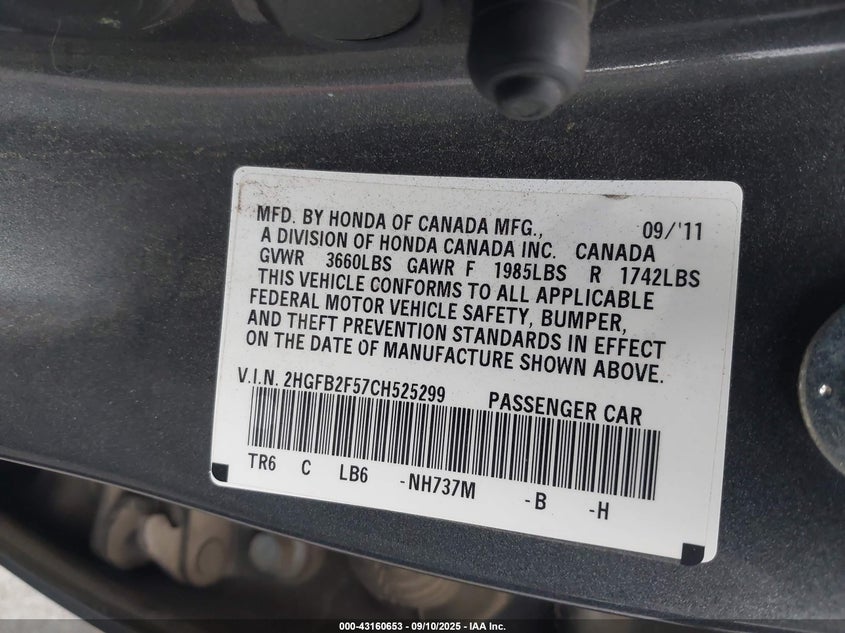 MFD. BY HONDA OF CANADA MFG., 09/'11
A DIVISION OF HONDA CANADA INC. CANADA
GVWR 3660LBS GAWR F 1985LBS R 1742LBS
THIS VEHICLE CONFORMS TO ALL APPLICABLE
FEDERAL MOTOR VEHICLE SAFETY, BUMPER,
AND THEFT PREVENTION STANDARDS IN EFFECT
ON THE DATE OF MANUFACTURE SHOWN ABOVE.
V.I.N. 2HGFB2F57CH525299 PASSENGER CAR
TR6 C LB6 -NH737M -B -H
000-43160653 - 09/10/2025 - IAA Inc.